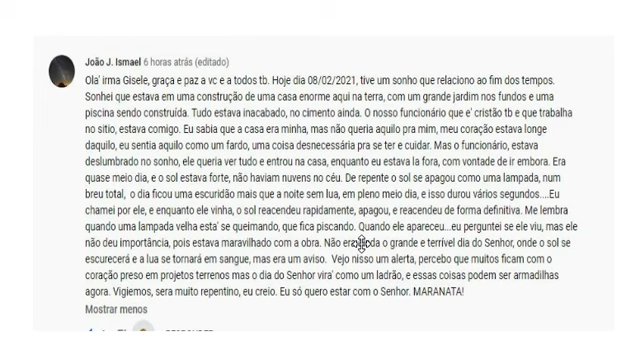 João J. Ismael 6 horas atrás (editado)
Ola' irma Gisele, graça e paz a vc e a todos tb. Hoje dia 08/02/2021, tive um sonho que relaciono ao fim dos tempos.
Sonhei que estava em uma construção de uma casa enorme aqui na terra, com um grande jardim nos fundos e uma
piscina sendo construída. Tudo estava inacabado, no cimento ainda. O nosso funcionário que e' cristão tb e que trabalha
no sitio, estava comigo. Eu sabia que a casa era minha, mas não queria aquilo pra mim, meu coração estava longe
daquilo, eu sentia aquilo como um fardo, uma coisa desnecessária pra se ter e cuidar. Mas o funcionário, estava
deslumbrado no sonho, ele queria ver tudo e entrou na casa, enquanto eu estava la fora, com vontade de ir embora. Era
quase meio dia, e o sol estava forte, não haviam nuvens no céu. De repente o sol se apagou como uma lampada, num
breu total, o dia ficou uma escuridão mais que a noite sem lua, em pleno meio dia, e isso durou vários segundos....Eu
chamei por ele, e enquento ele vinha, o sol reacendeu rapidamente, apagou, e reacendeu de forma definitiva. Me lembra
quando uma lampada velha esta' se queimando, que fica piscando. Quando ele apareceu...eu perguntei se ele viu, mas ele
não deu importância, pois estava maravilhado com a obra. Não era o grande e terrível dia do Senhor, onde o sol se
escurecerá e a lua se tornará em sangue, mas era um aviso. Vejo nisso um alerta, percebo que muitos ficam com o
coração preso em projetos terrenos mas o dia do Senhor vira' como um ladrão, e essas coisas podem ser armadilhas
agora. Vigiemos, sera muito repentino, eu creio. Eu só quero estar com o Senhor. MARANATA!
Mostrar menos